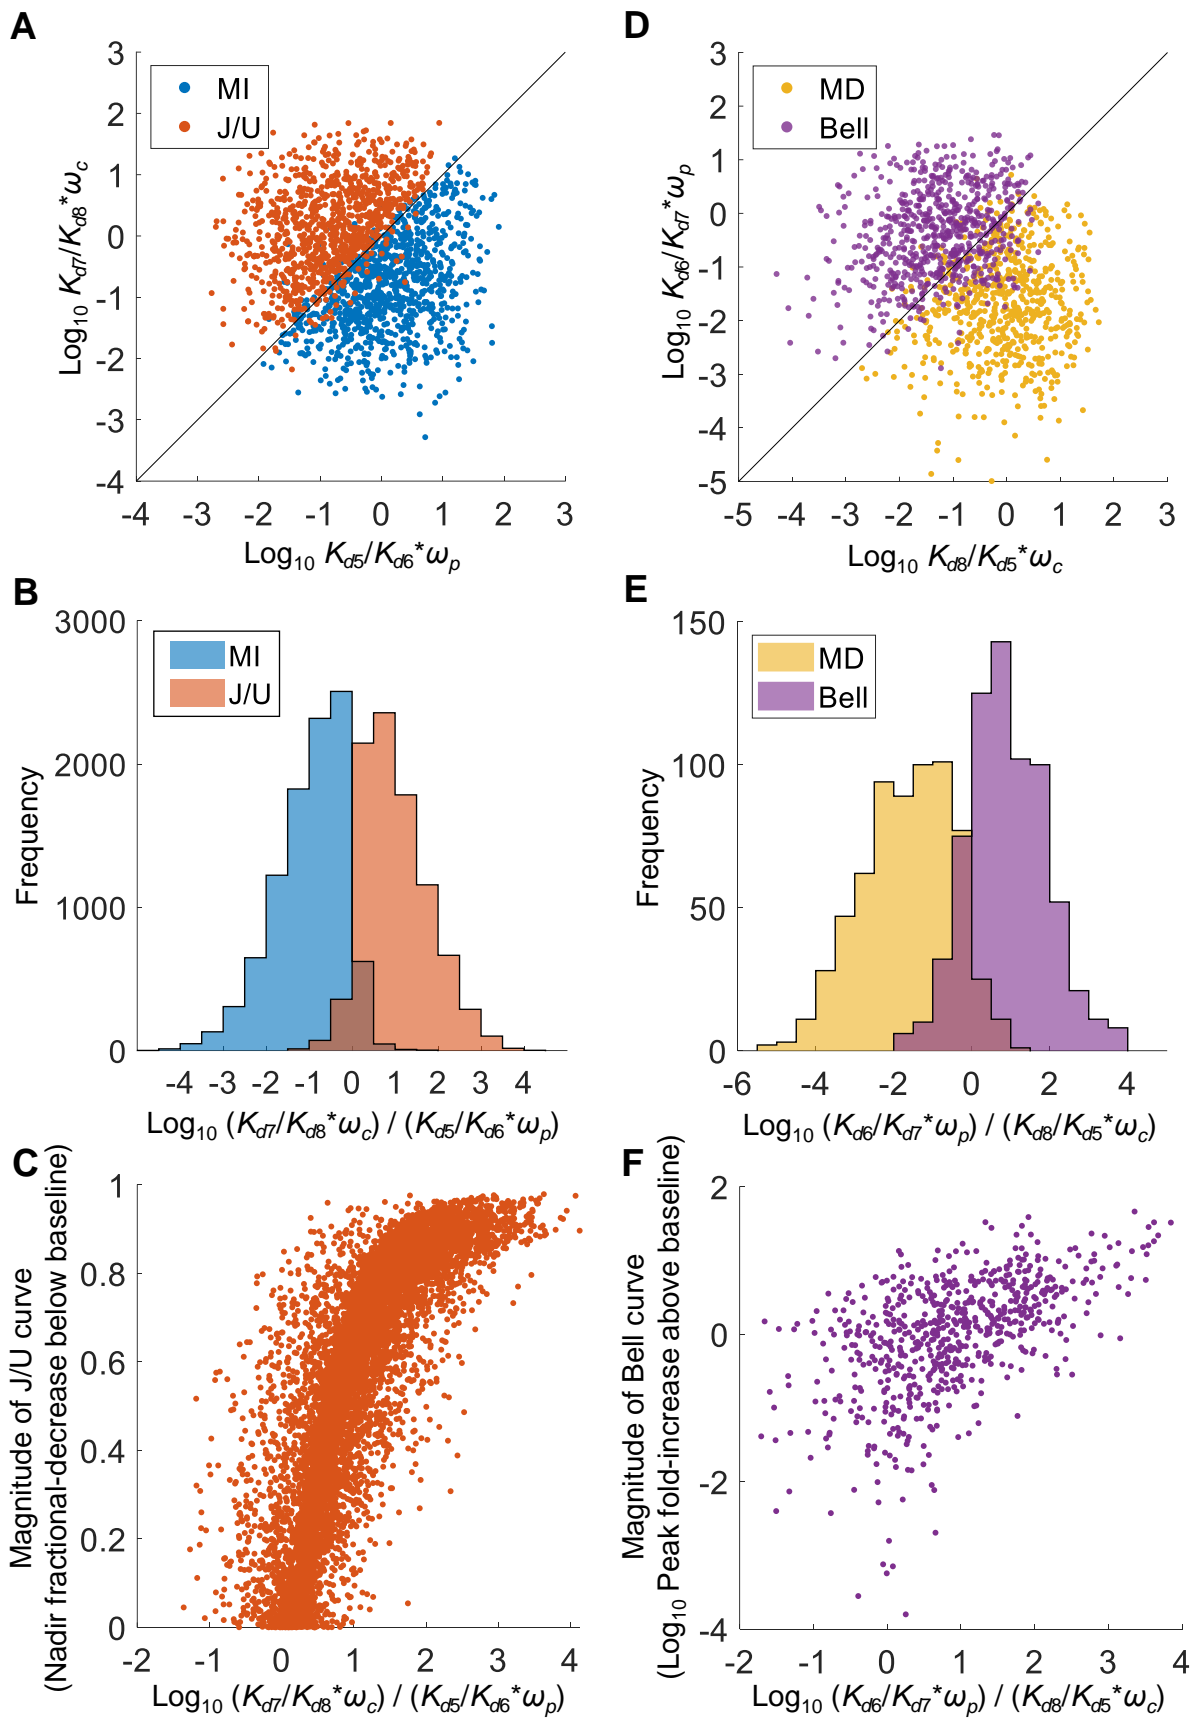 A
3
2
1
0
-1
-2
-3
-4
-4 -3 -2 -1 0 1 2 3
MI
J/U
Log10 Kd7/Kd8*ωc
Log10 Kd5/Kd6*ωp
D
3
2
1
0
-1
-2
-3
-4
-5
-5 -4 -3 -2 -1 0 1 2 3
MD
Bell
Log10 Kd6/Kd7*ωp
Log10 Kd8/Kd5*ωc
B
3000
2000
1000
0
-4 -3 -2 -1 0 1 2 3 4
MI
J/U
Frequency
Log10 (Kd7/Kd8*ωc) / (Kd5/Kd6*ωp)
E
150
100
50
0
-6 -4 -2 0 2 4
MD
Bell
Frequency
Log10 (Kd6/Kd7*ωp) / (Kd8/Kd5*ωc)
C
1
0.8
0.6
0.4
0.2
0
-2 -1 0 1 2 3 4
Magnitude of J/U curve
(Nadir fractional-decrease below baseline)
Log10 (Kd7/Kd8*ωc) / (Kd5/Kd6*ωp)
F
2
0
-2
-4
-2 -1 0 1 2 3 4
Magnitude of Bell curve
(Log10 Peak fold-increase above baseline)
Log10 (Kd6/Kd7*ωp) / (Kd8/Kd5*ωc)